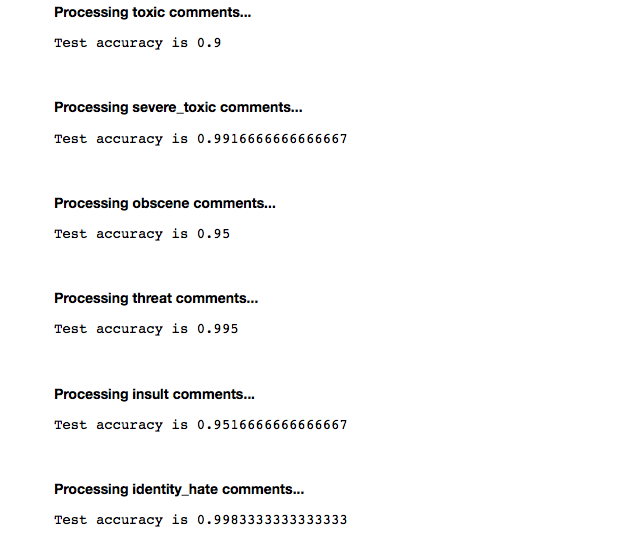 Processing toxic comments...
Test accuracy is 0.9
Processing severe_toxic comments...
Test accuracy is 0.9916666666666667
Processing obscene comments...
Test accuracy is 0.95
Processing threat comments...
Test accuracy is 0.995
Processing insult comments...
Test accuracy is 0.9516666666666667
Processing identity_hate comments...
Test accuracy is 0.9983333333333333